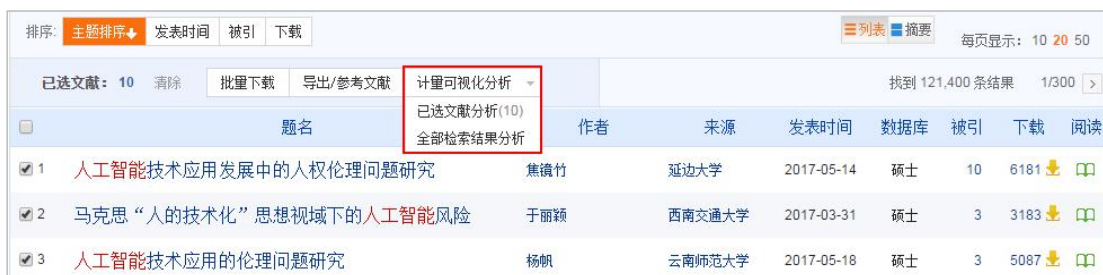 排序: 主题排序 发表时间 被引 下载 列表 摘要 每页显示: 10 20 50
已选文献: 10 清除 批量下载 导出/参考文献 计量可视化分析 找到 121,400 条结果 1/300 >
已选文献分析(10)
全部检索结果分析
题名 作者 来源 发表时间 数据库 被引 下载 阅读
1 人工智能技术应用发展中的人权伦理问题研究 焦镜竹 延边大学 2017-05-14 硕士 10 6181
2 马克思“人的技术化”思想视域下的人工智能风险 于丽颖 西南交通大学 2017-03-31 硕士 3 3183
3 人工智能技术应用的伦理问题研究 杨帆 云南师范大学 2017-05-18 硕士 3 5087